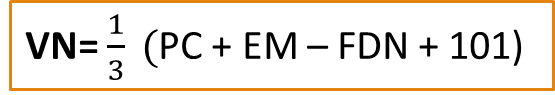 VN= 1/3 (PC + EM – FDN + 101)